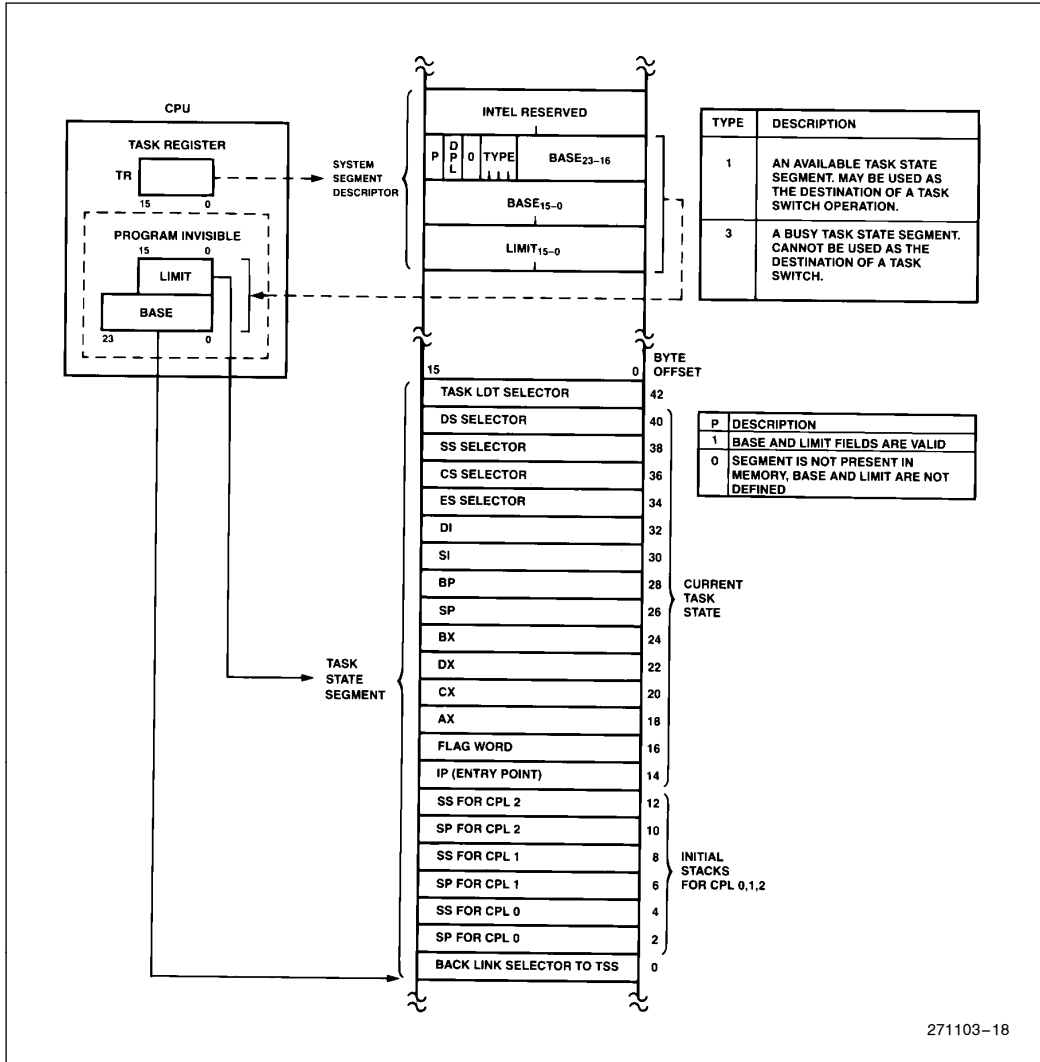 CPU
TASK REGISTER
TR
15 0
PROGRAM INVISIBLE
15 0
LIMIT
BASE
23 0
SYSTEM
SEGMENT
DESCRIPTOR
INTEL RESERVED
P DPL 0 TYPE BASE23–16
BASE15–0
LIMIT15–0
TYPE DESCRIPTION
1 AN AVAILABLE TASK STATE
SEGMENT. MAY BE USED AS
THE DESTINATION OF A TASK
SWITCH OPERATION.
3 A BUSY TASK STATE SEGMENT.
CANNOT BE USED AS THE
DESTINATION OF A TASK
SWITCH.
BYTE
OFFSET
15 0
TASK LDT SELECTOR 42
DS SELECTOR 40
SS SELECTOR 38
CS SELECTOR 36
ES SELECTOR 34
DI 32
SI 30
BP 28
SP 26
BX 24
DX 22
CX 20
AX 18
FLAG WORD 16
IP (ENTRY POINT) 14
SS FOR CPL 2 12
SP FOR CPL 2 10
SS FOR CPL 1 8
SP FOR CPL 1 6
SS FOR CPL 0 4
SP FOR CPL 0 2
BACK LINK SELECTOR TO TSS 0
TASK
STATE
SEGMENT
CURRENT
TASK
STATE
INITIAL
STACKS
FOR CPL 0,1,2
P DESCRIPTION
1 BASE AND LIMIT FIELDS ARE VALID
0 SEGMENT IS NOT PRESENT IN
MEMORY, BASE AND LIMIT ARE NOT
DEFINED
271103–18